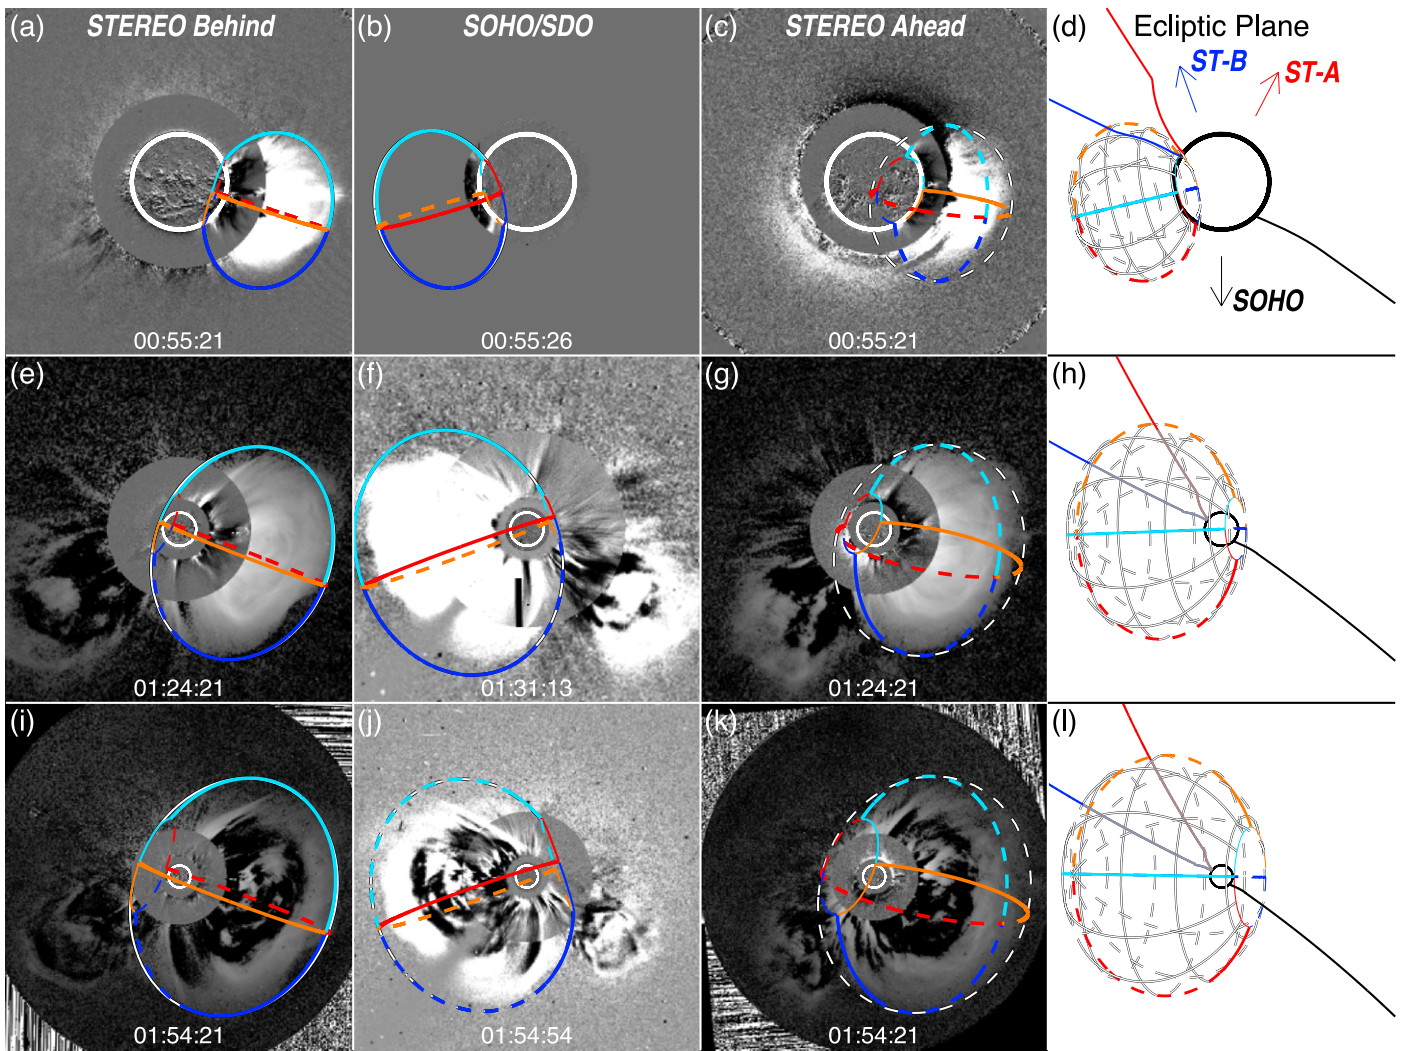 (a) STEREO Behind
(b) SOHO/SDO
(c) STEREO Ahead
(d) Ecliptic Plane
ST-B
ST-A
SOHO
00:55:21
00:55:26
00:55:21
(e)
(f)
(g)
(h)
01:24:21
01:31:13
01:24:21
(i)
(j)
(k)
(l)
01:54:21
01:54:54
01:54:21